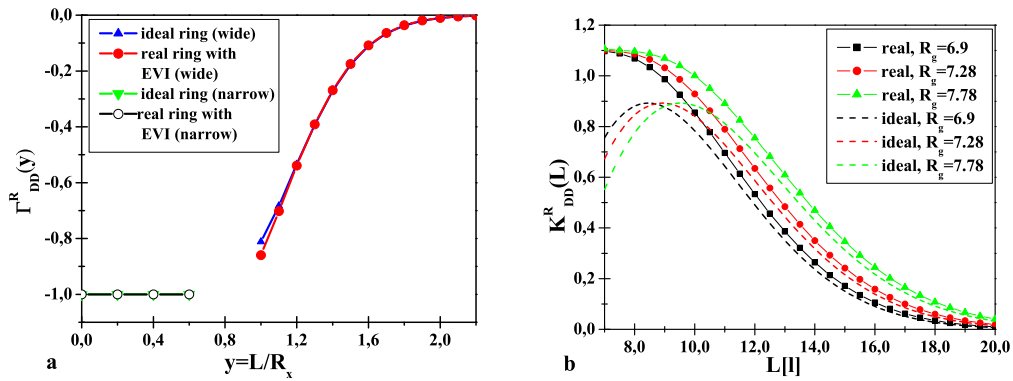 0,0
-0,2
-0,4
-0,6
-0,8
-1,0
Γ^R_DD(y)
ideal ring (wide)
real ring with
EVI (wide)
ideal ring (narrow)
real ring with
EVI (narrow)
0,0 0,4 0,8 1,2 1,6 2,0
y=L/R_x
a
1,2
1,0
0,8
0,6
0,4
0,2
0,0
K^R_DD(L)
real, R_g=6.9
real, R_g=7.28
real, R_g=7.78
ideal, R_g=6.9
ideal, R_g=7.28
ideal, R_g=7.78
8,0 10,0 12,0 14,0 16,0 18,0 20,0
L[l]
b